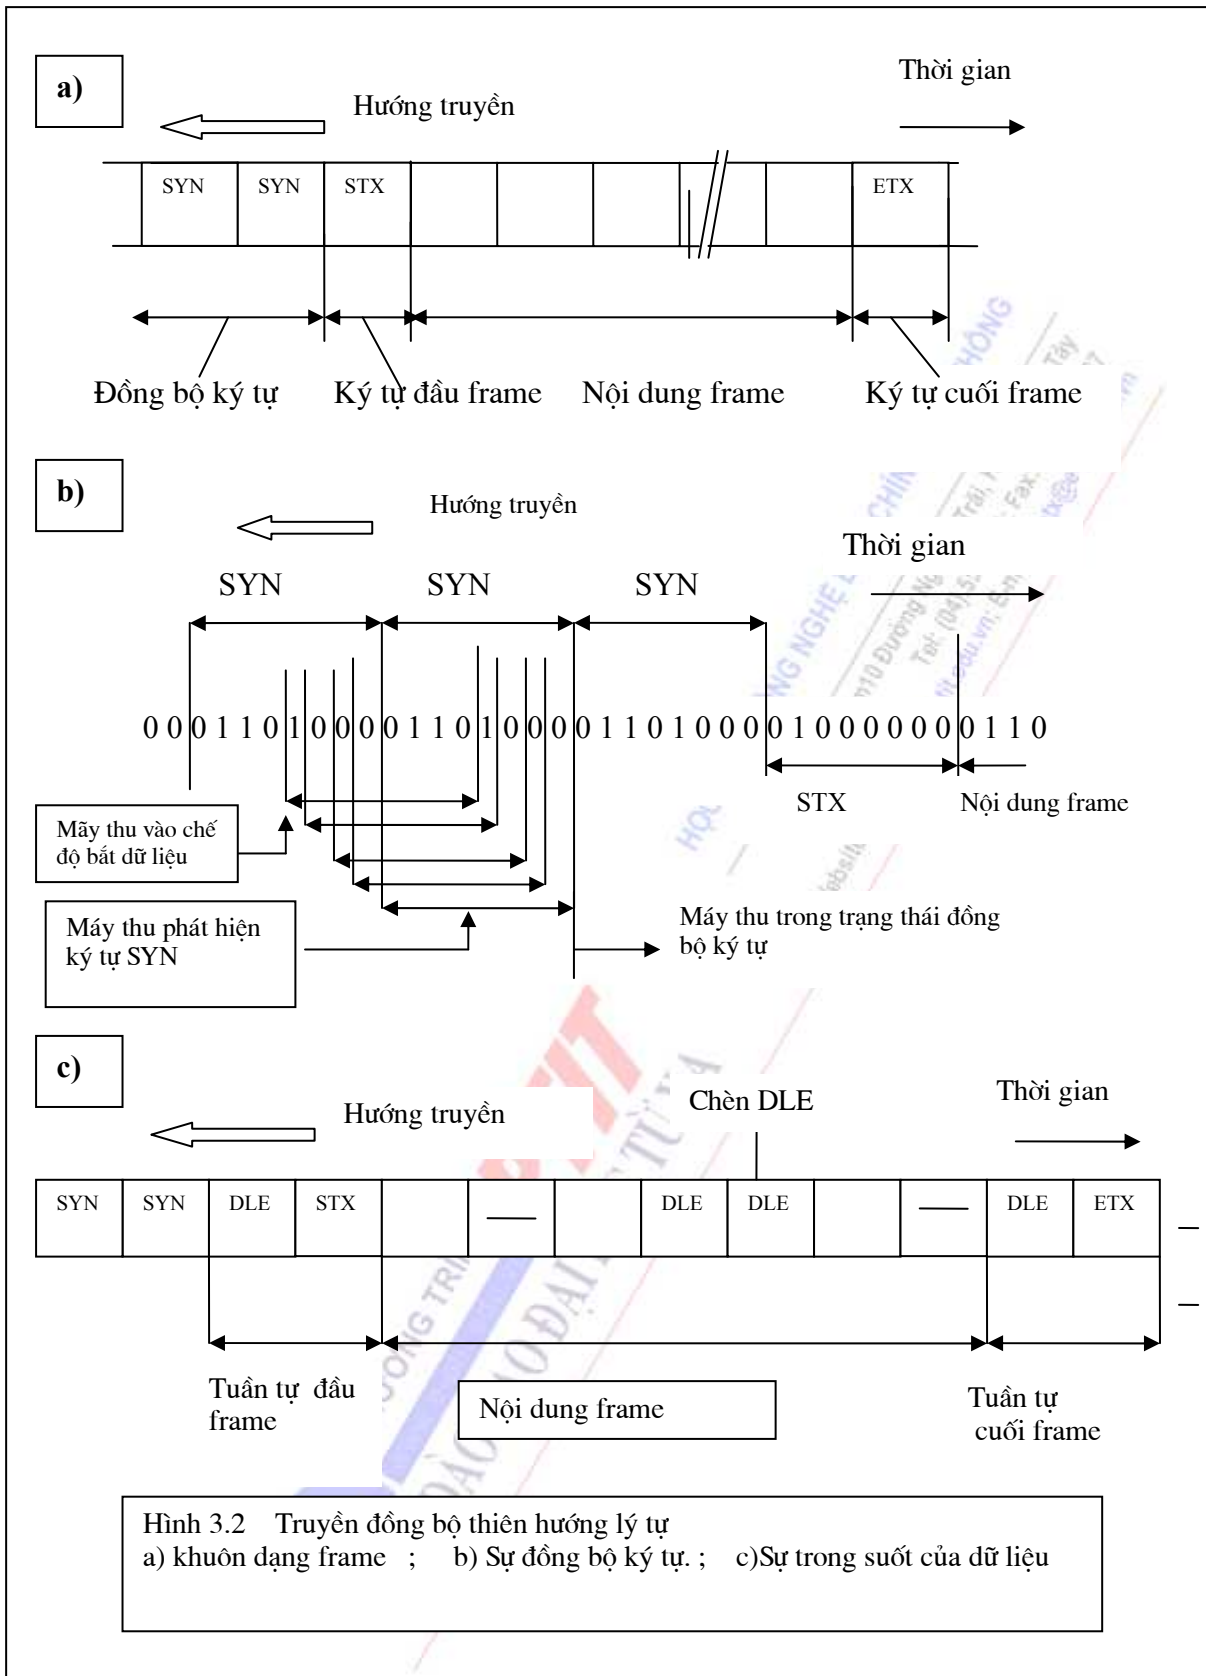 a)
Thời gian
Hướng truyền
SYN SYN STX ETX
Đồng bộ ký tự Ký tự đầu frame Nội dung frame Ký tự cuối frame
b)
Hướng truyền
Thời gian
SYN SYN SYN
0 0 0 1 1 0 1 0 0 0 0 1 1 0 1 0 0 0 0 1 1 0 1 0 0 0 0 1 0 0 0 0 0 0 0 1 1 0
STX Nội dung frame
Mãy thu vào chế
độ bắt dữ liệu
Máy thu phát hiện
ký tự SYN
Máy thu trong trạng thái đồng
bộ ký tự
c)
Hướng truyền
Chèn DLE
Thời gian
SYN SYN DLE STX DLE DLE DLE ETX
Tuần tự đầu
frame
Nội dung frame
Tuần tự
cuối frame
Hình 3.2 Truyền đồng bộ thiên hướng lý tự
a) khuôn dạng frame ; b) Sự đồng bộ ký tự. ; c)Sự trong suốt của dữ liệu